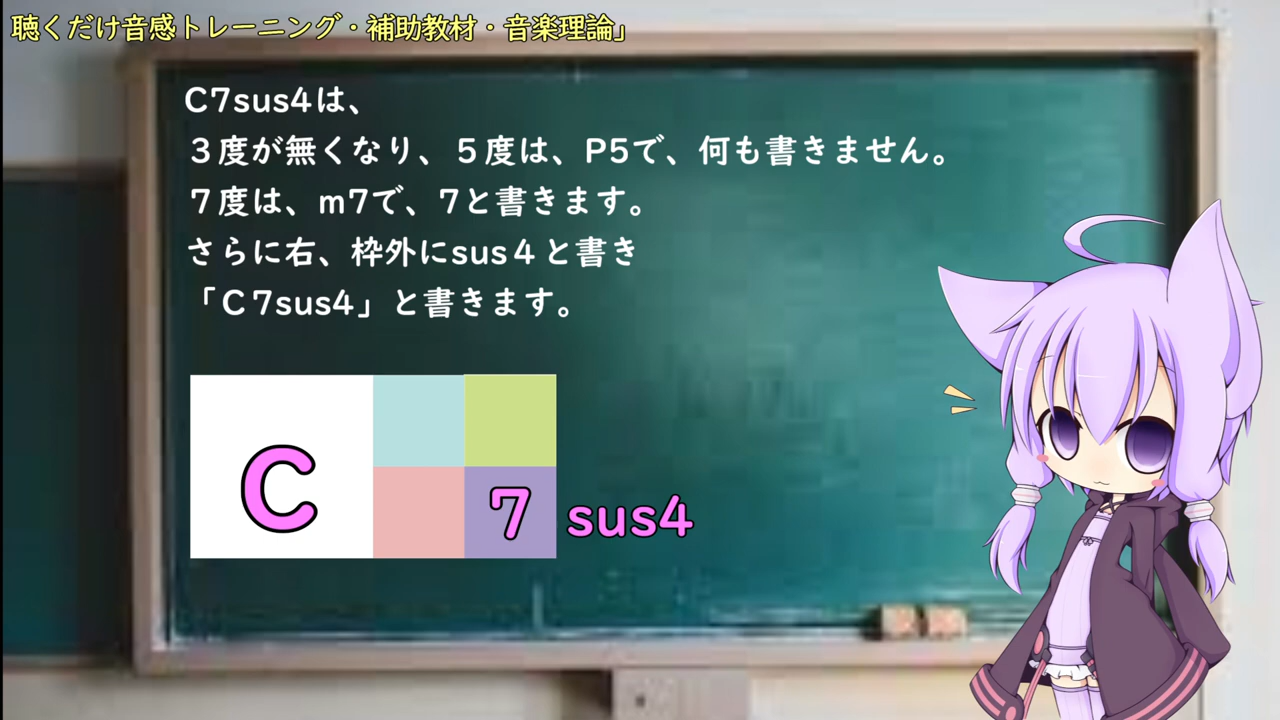 聴くだけ音感トレーニング・補助教材・音楽理論」
C7sus4は、
３度が無くなり、５度は、P5で、何も書きません。
７度は、m7で、7と書きます。
さらに右、枠外にsus４と書き
「Ｃ7sus4」と書きます。
C
7
sus4